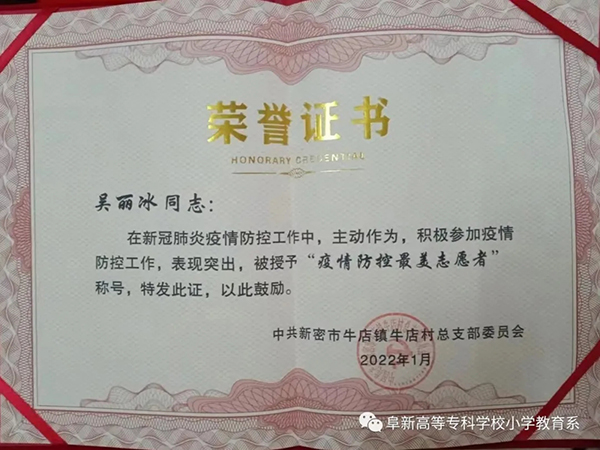 荣誉证书
HONORARY CREDENTIAL
吴丽冰同志：
在新冠肺炎疫情防控工作中，主动作为，积极参加疫情
防控工作，表现突出，被授予“疫情防控最美志愿者”
称号，特发此证，以此鼓励。
中共新密市牛店镇牛店村总支部委员会
2022年1月
阜新高等专科学校小学教育系